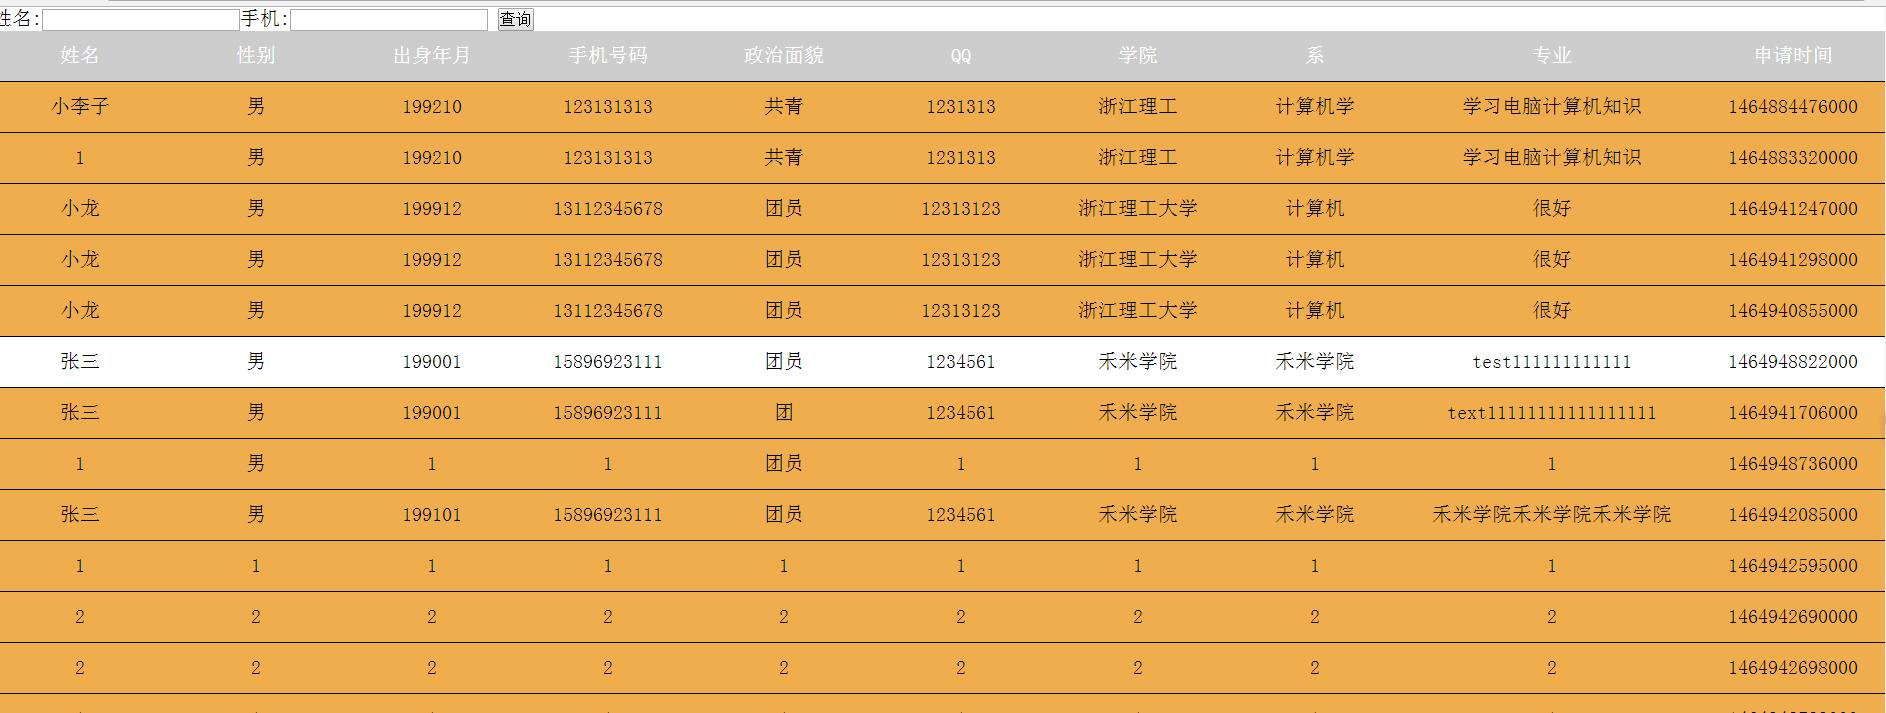 姓名:手机:查询
姓名 性别 出身年月 手机号码 政治面貌 QQ 学院 系 专业 申请时间
小李子 男 199210 123131313 共青 1231313 浙江理工 计算机学 学习电脑计算机知识 1464884476000
1 男 199210 123131313 共青 1231313 浙江理工 计算机学 学习电脑计算机知识 1464883320000
小龙 男 199912 13112345678 团员 12313123 浙江理工大学 计算机 很好 1464941247000
小龙 男 199912 13112345678 团员 12313123 浙江理工大学 计算机 很好 1464941298000
小龙 男 199912 13112345678 团员 12313123 浙江理工大学 计算机 很好 1464940855000
张三 男 199001 15896923111 团员 1234561 禾米学院 禾米学院 test111111111111 1464948822000
张三 男 199001 15896923111 团 1234561 禾米学院 禾米学院 text11111111111111111 1464941706000
1 男 1 1 团员 1 1 1 1 1464948736000
张三 男 199101 15896923111 团员 1234561 禾米学院 禾米学院 禾米学院禾米学院禾米学院 1464942085000
1 1 1 1 1 1 1 1 1 1464942595000
2 2 2 2 2 2 2 2 2 1464942690000
2 2 2 2 2 2 2 2 2 1464942698000